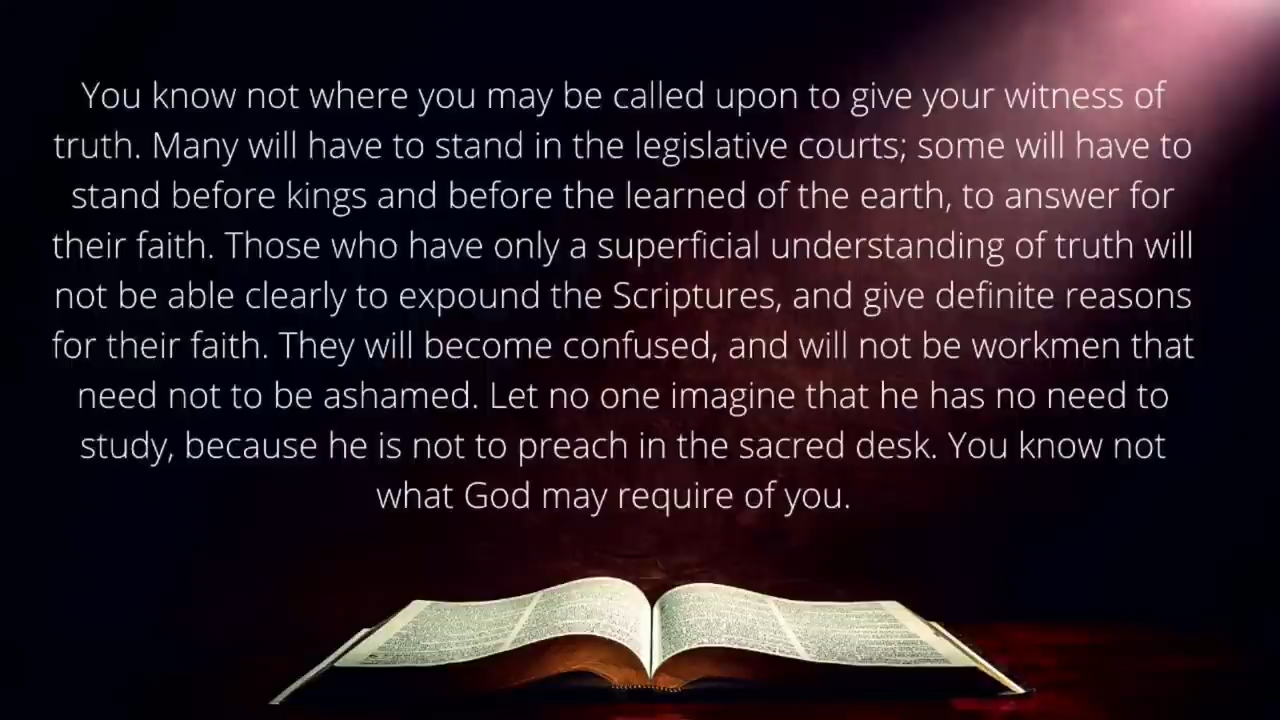 You know not where you may be called upon to give your witness of
truth. Many will have to stand in the legislative courts; some will have to
stand before kings and before the learned of the earth, to answer for
their faith. Those who have only a superficial understanding of truth will
not be able clearly to expound the Scriptures, and give definite reasons
for their faith. They will become confused, and will not be workmen that
need not to be ashamed. Let no one imagine that he has no need to
study, because he is not to preach in the sacred desk. You know not
what God may require of you.